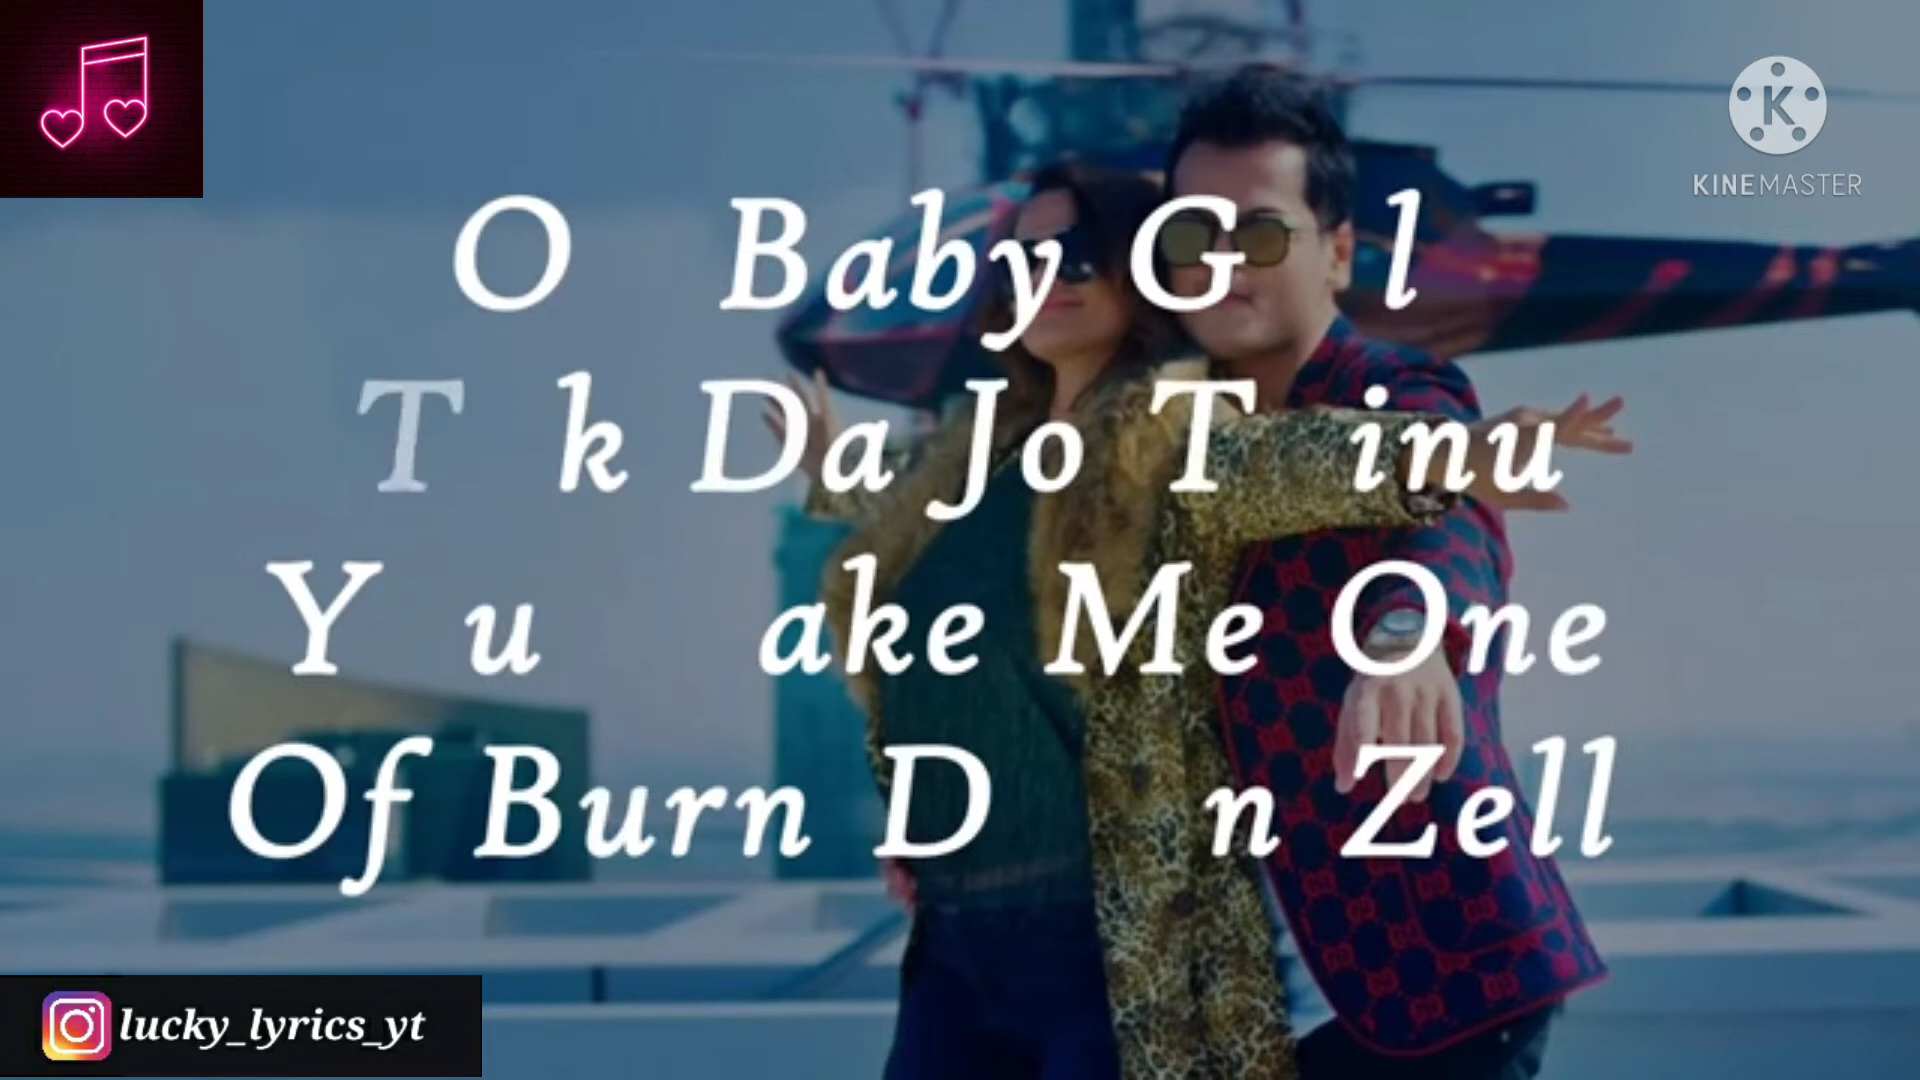 KINEMASTER
O Baby G l
T k Da Jo T inu
Y u ake Me One
Of Burn D n Zell
lucky_lyrics_yt